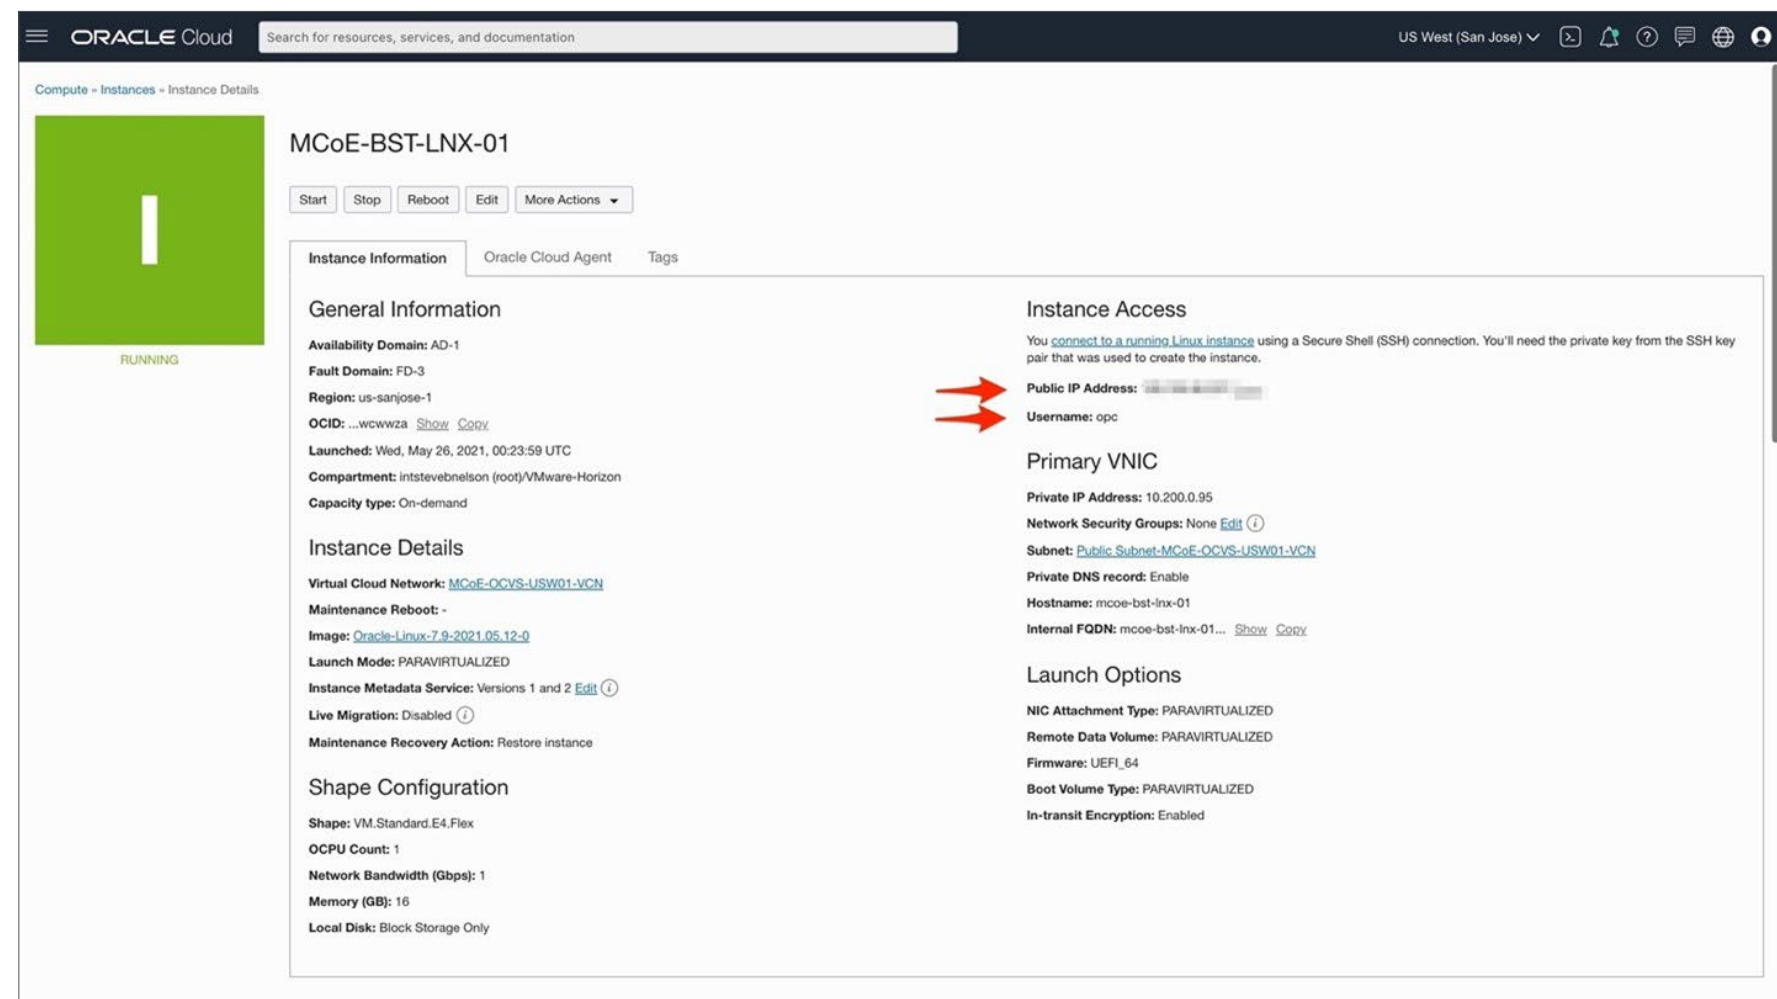 ORACLE Cloud
Search for resources, services, and documentation
US West (San Jose)
Compute » Instances » Instance Details
MCoE-BST-LNX-01
Start Stop Reboot Edit More Actions
RUNNING
Instance Information Oracle Cloud Agent Tags
General Information
Availability Domain: AD-1
Fault Domain: FD-3
Region: us-sanjose-1
OCID: ...wcwwza Show Copy
Launched: Wed, May 26, 2021, 00:23:59 UTC
Compartment: intstevebnelson (root)/VMware-Horizon
Capacity type: On-demand
Instance Details
Virtual Cloud Network: MCoE-OCVS-USW01-VCN
Maintenance Reboot: -
Image: Oracle-Linux-7.9-2021.05.12-0
Launch Mode: PARAVIRTUALIZED
Instance Metadata Service: Versions 1 and 2 Edit
Live Migration: Disabled
Maintenance Recovery Action: Restore instance
Shape Configuration
Shape: VM.Standard.E4.Flex
OCPU Count: 1
Network Bandwidth (Gbps): 1
Memory (GB): 16
Local Disk: Block Storage Only
Instance Access
You connect to a running Linux instance using a Secure Shell (SSH) connection. You'll need the private key from the SSH key
pair that was used to create the instance.
Public IP Address:
Username: opc
Primary VNIC
Private IP Address: 10.200.0.95
Network Security Groups: None Edit
Subnet: Public Subnet-MCoE-OCVS-USW01-VCN
Private DNS record: Enable
Hostname: mcoe-bst-lnx-01
Internal FQDN: mcoe-bst-lnx-01... Show Copy
Launch Options
NIC Attachment Type: PARAVIRTUALIZED
Remote Data Volume: PARAVIRTUALIZED
Firmware: UEFI_64
Boot Volume Type: PARAVIRTUALIZED
In-transit Encryption: Enabled